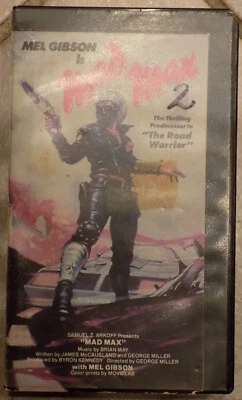 MEL GIBSON
is
MAD MAX
2
The Thrilling
Predecessor to
"The Road
Warrior"
SAMUEL Z. ARKOFF Presents
"MAD MAX"
Music by BRIAN MAY
Written by JAMES McCAUSLAND and GEORGE MILLER
Produced by BYRON KENNEDY Directed by GEORGE MILLER
with MEL GIBSON
Color prints by MOVIELAB